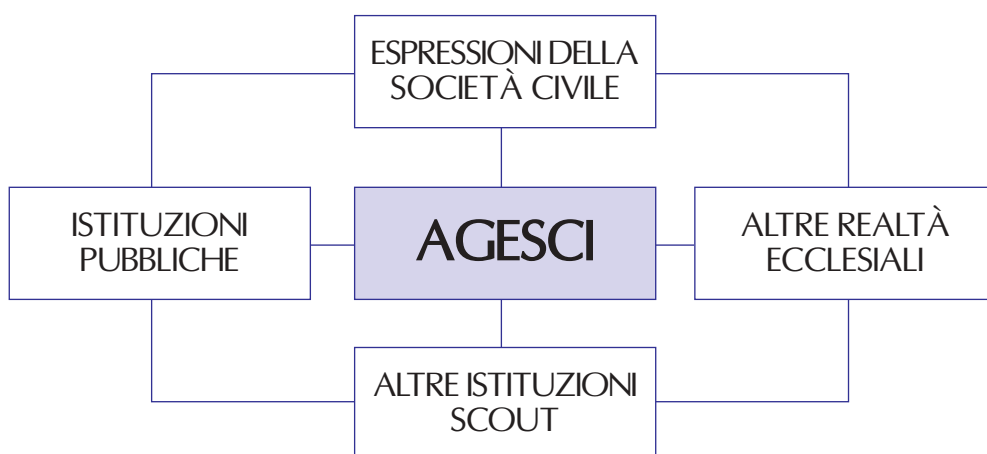 ESPRESSIONI DELLA
SOCIETÀ CIVILE
ISTITUZIONI
PUBBLICHE
AGESCI
ALTRE REALTÀ
ECCLESIALI
ALTRE ISTITUZIONI
SCOUT